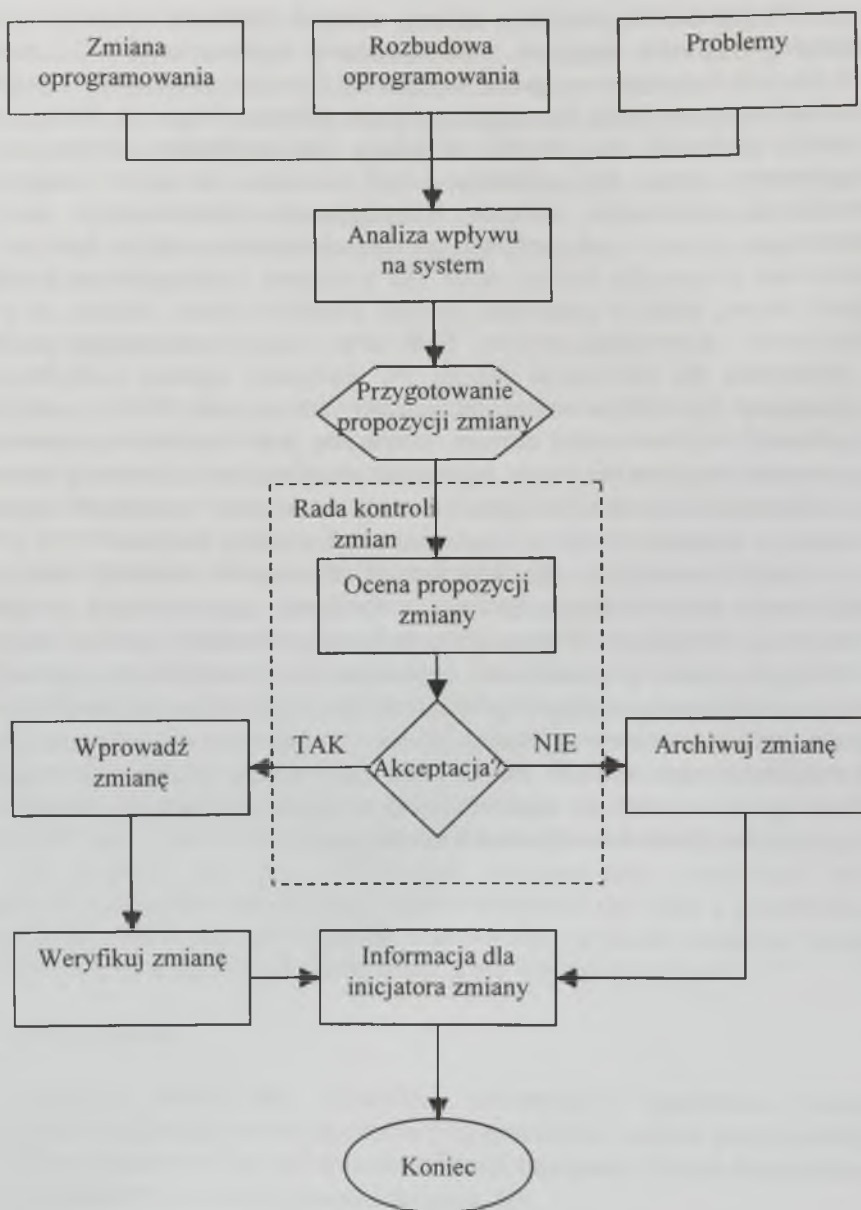 Zmiana
oprogramowania
Rozbudowa
oprogramowania
Problemy
Analiza wpływu
na system
Przygotowanie
propozycji zmiany
Rada kontroli
zmian
Ocena propozycji
zmiany
Wprowadź
zmianę
TAK
Akceptacja?
NIE
Archiwuj zmianę
Weryfikuj zmianę
Informacja dla
inicjatora zmiany
Koniec